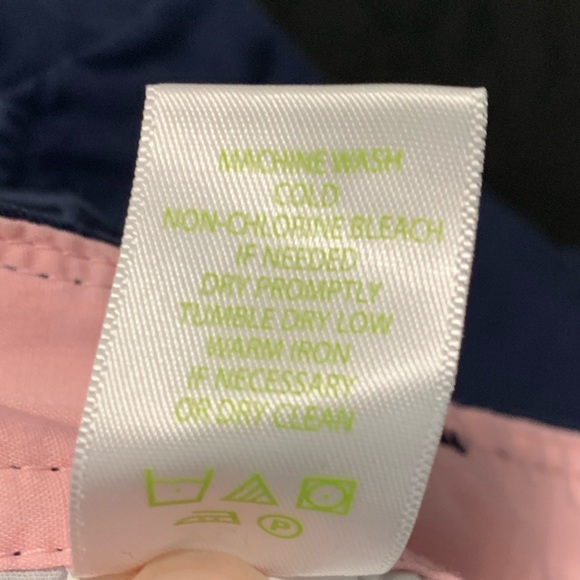 MACHINE WASH
COLD
NON-CHLORINE BLEACH
IF NEEDED
DRY PROMPTLY
TUMBLE DRY LOW
WARM IRON
IF NECESSARY
OR DRY CLEAN
P